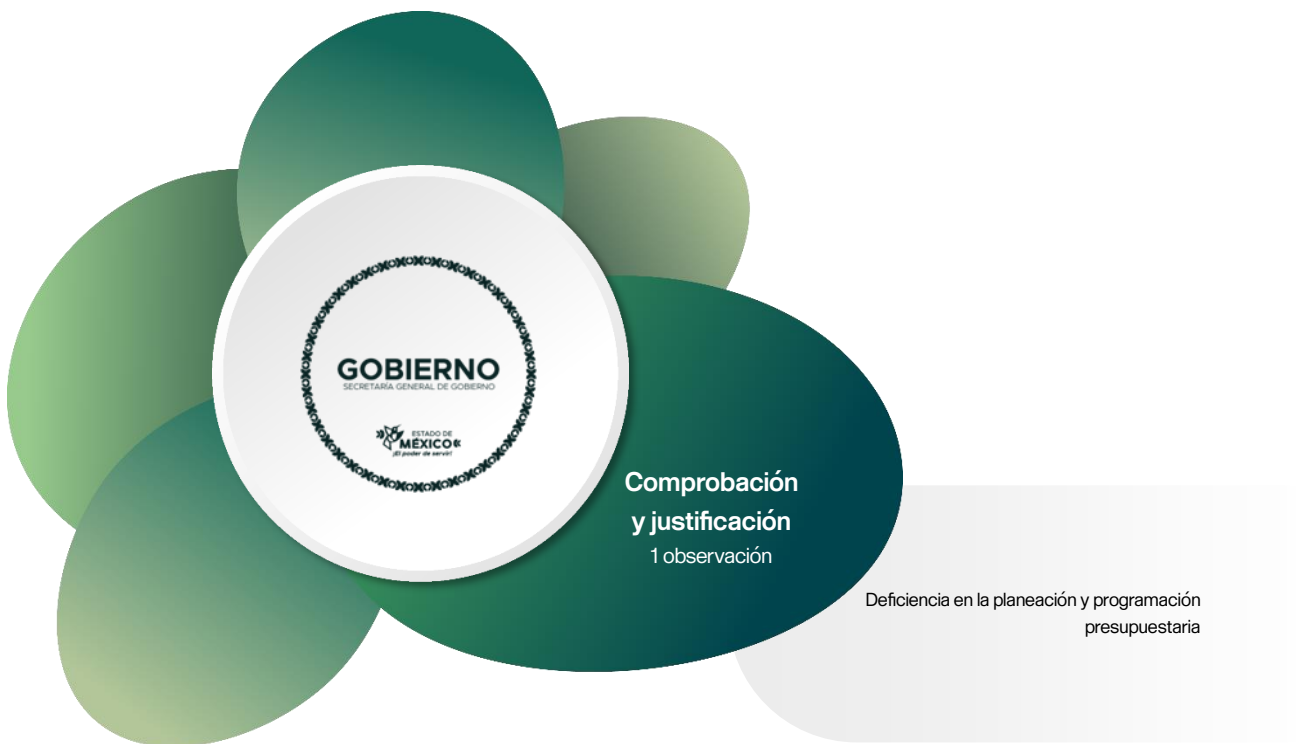 GOBIERNO
SECRETARÍA GENERAL DE GOBIERNO
ESTADO DE
MÉXICO
¡El poder de servir!
Comprobación
y justificación
1 observación
Deficiencia en la planeación y programación
presupuestaria